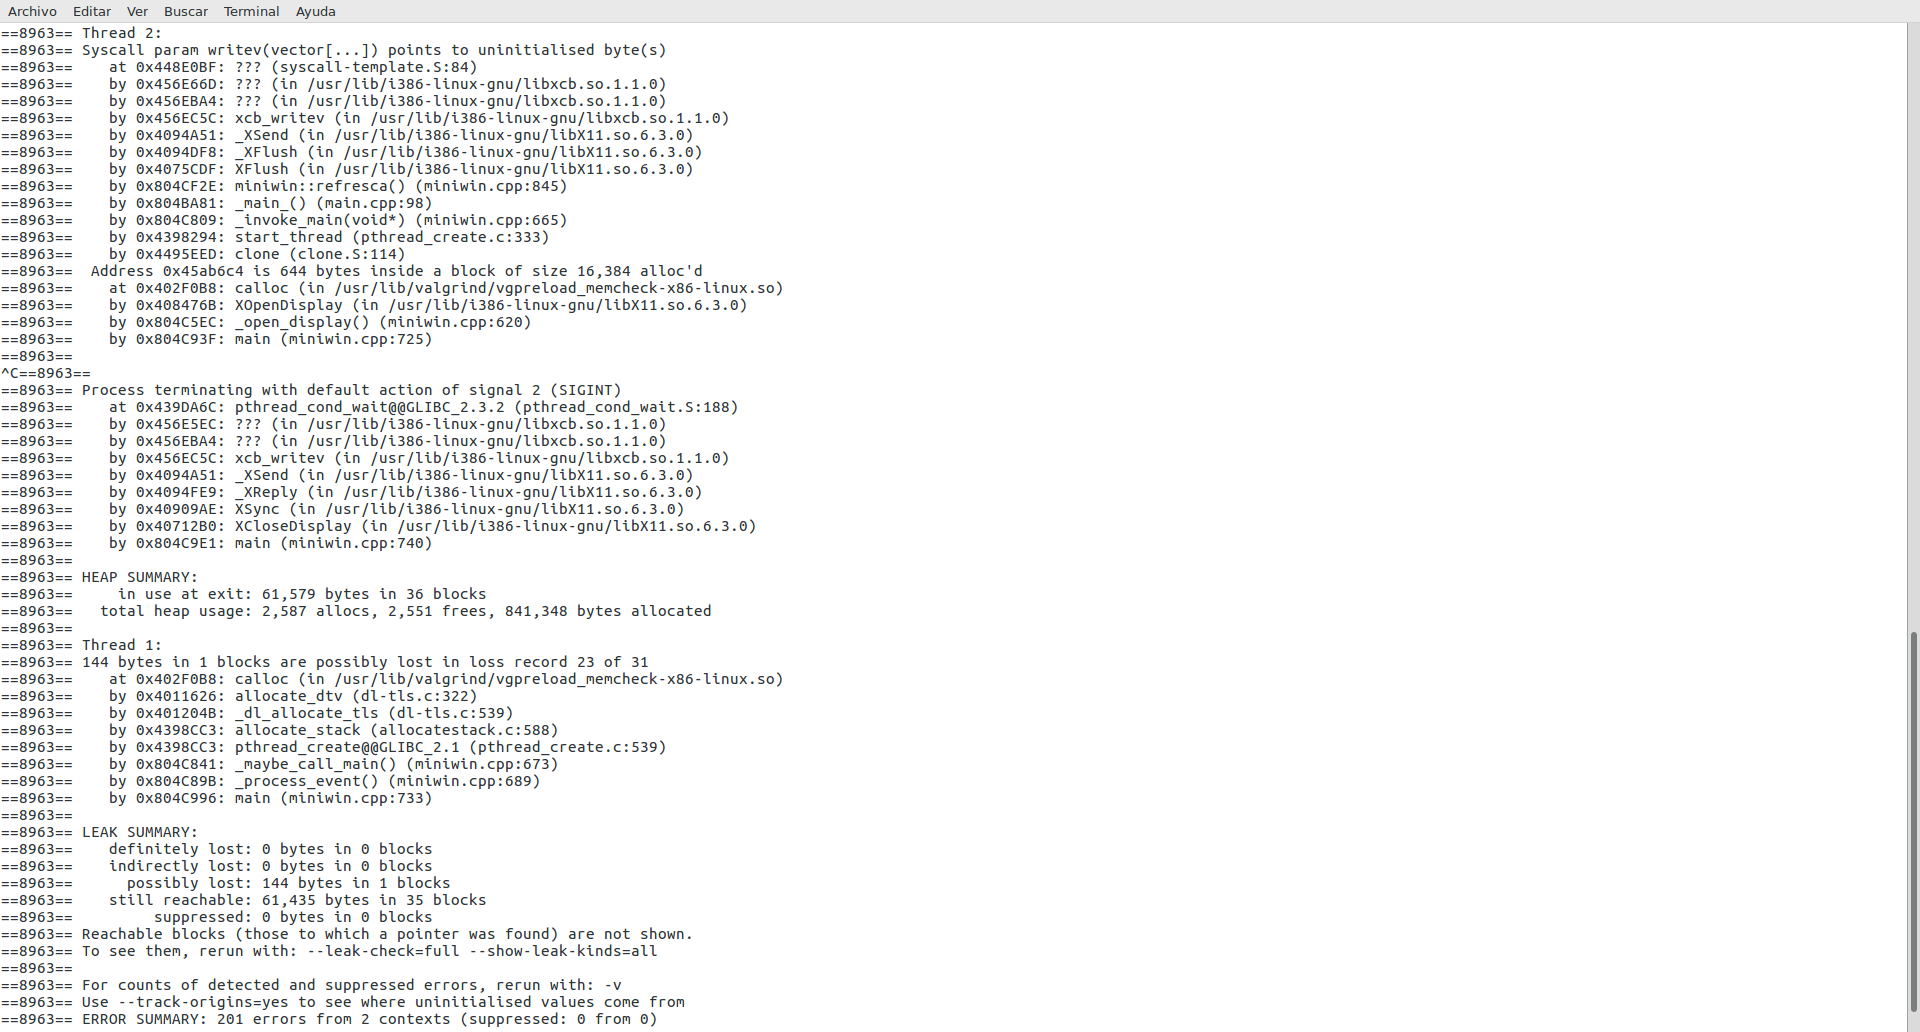 Archivo Editar Ver Buscar Terminal Ayuda
==8963== Thread 2:
==8963== Syscall param writev(vector[...]) points to uninitialised byte(s)
==8963==    at 0x448E0BF: ??? (syscall-template.S:84)
==8963==    by 0x456E66D: ??? (in /usr/lib/i386-linux-gnu/libxcb.so.1.1.0)
==8963==    by 0x456EBA4: ??? (in /usr/lib/i386-linux-gnu/libxcb.so.1.1.0)
==8963==    by 0x456EC5C: xcb_writev (in /usr/lib/i386-linux-gnu/libxcb.so.1.1.0)
==8963==    by 0x4094A51: _XSend (in /usr/lib/i386-linux-gnu/libX11.so.6.3.0)
==8963==    by 0x4094DF8: _XFlush (in /usr/lib/i386-linux-gnu/libX11.so.6.3.0)
==8963==    by 0x4075CDF: XFlush (in /usr/lib/i386-linux-gnu/libX11.so.6.3.0)
==8963==    by 0x804CF2E: miniwin::refresca() (miniwin.cpp:845)
==8963==    by 0x804BA81: _main_() (main.cpp:98)
==8963==    by 0x804C809: _invoke_main(void*) (miniwin.cpp:665)
==8963==    by 0x4398294: start_thread (pthread_create.c:333)
==8963==    by 0x4495EED: clone (clone.S:114)
==8963==  Address 0x45ab6c4 is 644 bytes inside a block of size 16,384 alloc'd
==8963==    at 0x402F0B8: calloc (in /usr/lib/valgrind/vgpreload_memcheck-x86-linux.so)
==8963==    by 0x408476B: XOpenDisplay (in /usr/lib/i386-linux-gnu/libX11.so.6.3.0)
==8963==    by 0x804C5EC: _open_display() (miniwin.cpp:620)
==8963==    by 0x804C93F: main (miniwin.cpp:725)
==8963==
^C==8963==
==8963== Process terminating with default action of signal 2 (SIGINT)
==8963==    at 0x439DA6C: pthread_cond_wait@@GLIBC_2.3.2 (pthread_cond_wait.S:188)
==8963==    by 0x456E5EC: ??? (in /usr/lib/i386-linux-gnu/libxcb.so.1.1.0)
==8963==    by 0x456EBA4: ??? (in /usr/lib/i386-linux-gnu/libxcb.so.1.1.0)
==8963==    by 0x456EC5C: xcb_writev (in /usr/lib/i386-linux-gnu/libxcb.so.1.1.0)
==8963==    by 0x4094A51: _XSend (in /usr/lib/i386-linux-gnu/libX11.so.6.3.0)
==8963==    by 0x4094FE9: _XReply (in /usr/lib/i386-linux-gnu/libX11.so.6.3.0)
==8963==    by 0x40909AE: XSync (in /usr/lib/i386-linux-gnu/libX11.so.6.3.0)
==8963==    by 0x40712B0: XCloseDisplay (in /usr/lib/i386-linux-gnu/libX11.so.6.3.0)
==8963==    by 0x804C9E1: main (miniwin.cpp:740)
==8963==
==8963== HEAP SUMMARY:
==8963==     in use at exit: 61,579 bytes in 36 blocks
==8963==   total heap usage: 2,587 allocs, 2,551 frees, 841,348 bytes allocated
==8963==
==8963== Thread 1:
==8963== 144 bytes in 1 blocks are possibly lost in loss record 23 of 31
==8963==    at 0x402F0B8: calloc (in /usr/lib/valgrind/vgpreload_memcheck-x86-linux.so)
==8963==    by 0x4011626: allocate_dtv (dl-tls.c:322)
==8963==    by 0x401204B: _dl_allocate_tls (dl-tls.c:539)
==8963==    by 0x4398CC3: allocate_stack (allocatestack.c:588)
==8963==    by 0x4398CC3: pthread_create@@GLIBC_2.1 (pthread_create.c:539)
==8963==    by 0x804C841: _maybe_call_main() (miniwin.cpp:673)
==8963==    by 0x804C89B: _process_event() (miniwin.cpp:689)
==8963==    by 0x804C996: main (miniwin.cpp:733)
==8963==
==8963== LEAK SUMMARY:
==8963==    definitely lost: 0 bytes in 0 blocks
==8963==    indirectly lost: 0 bytes in 0 blocks
==8963==      possibly lost: 144 bytes in 1 blocks
==8963==    still reachable: 61,435 bytes in 35 blocks
==8963==         suppressed: 0 bytes in 0 blocks
==8963== Reachable blocks (those to which a pointer was found) are not shown.
==8963== To see them, rerun with: --leak-check=full --show-leak-kinds=all
==8963==
==8963== For counts of detected and suppressed errors, rerun with: -v
==8963== Use --track-origins=yes to see where uninitialised values come from
==8963== ERROR SUMMARY: 201 errors from 2 contexts (suppressed: 0 from 0)